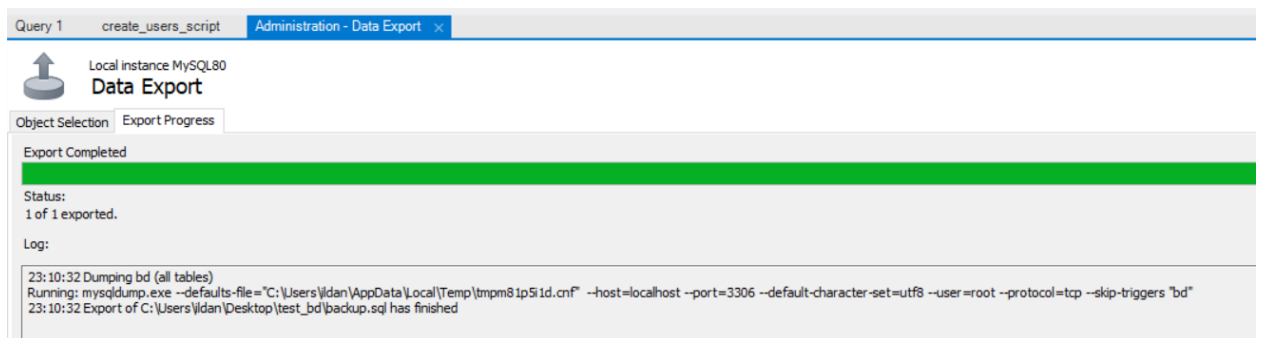 Query 1 create_users_script Administration - Data Export ×
Local instance MySQL80
Data Export
Object Selection Export Progress
Export Completed
Status:
1 of 1 exported.
Log:
23:10:32 Dumping bd (all tables)
Running: mysqldump.exe --defaults-file="C:\Users\ildan\AppData\Local\Temp\tmpm81p5i1d.cnf" --host=localhost --port=3306 --default-character-set=utf8 --user=root --protocol=tcp --skip-triggers "bd"
23:10:32 Export of C:\Users\ildan\Desktop\test_bd\backup.sql has finished